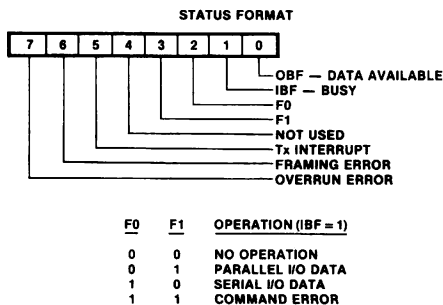 STATUS FORMAT
7 6 5 4 3 2 1 0
OBF — DATA AVAILABLE
IBF — BUSY
F0
F1
NOT USED
Tx INTERRUPT
FRAMING ERROR
OVERRUN ERROR
F0 F1 OPERATION (IBF = 1)
0 0 NO OPERATION
0 1 PARALLEL I/O DATA
1 0 SERIAL I/O DATA
1 1 COMMAND ERROR